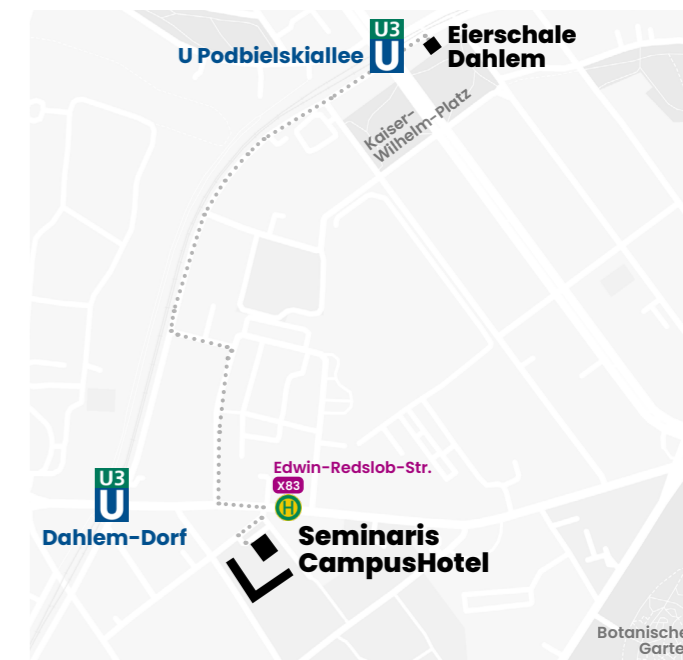 U3
U
U Podbielskiallee
Eierschale
Dahlem
Kaiser-
Wilhelm-Platz
U3
U
Dahlem-Dorf
Edwin-Redslob-Str.
X83
H
Seminaris
CampusHotel
Botanische
Garte